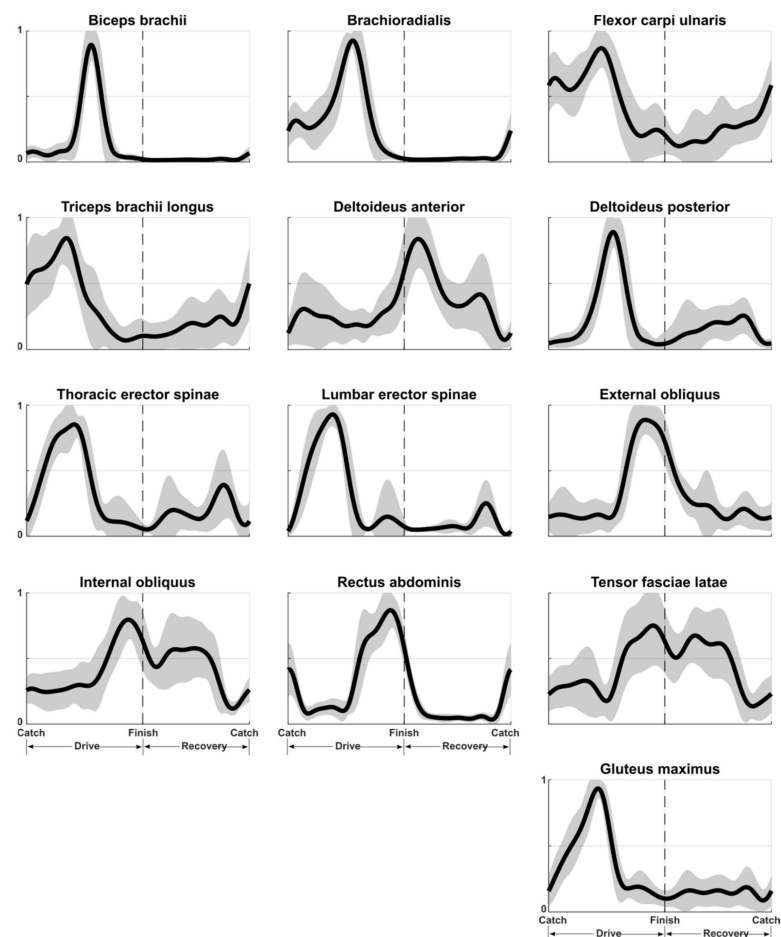 Biceps brachii
Brachioradialis
Flexor carpi ulnaris
1
0
Triceps brachii longus
Deltoideus anterior
Deltoideus posterior
1
0
Thoracic erector spinae
Lumbar erector spinae
External obliquus
1
0
Internal obliquus
Rectus abdominis
Tensor fasciae latae
1
0
Catch Finish Catch
Drive Recovery
Catch Finish Catch
Drive Recovery
Gluteus maximus
1
0
Catch Finish Catch
Drive Recovery